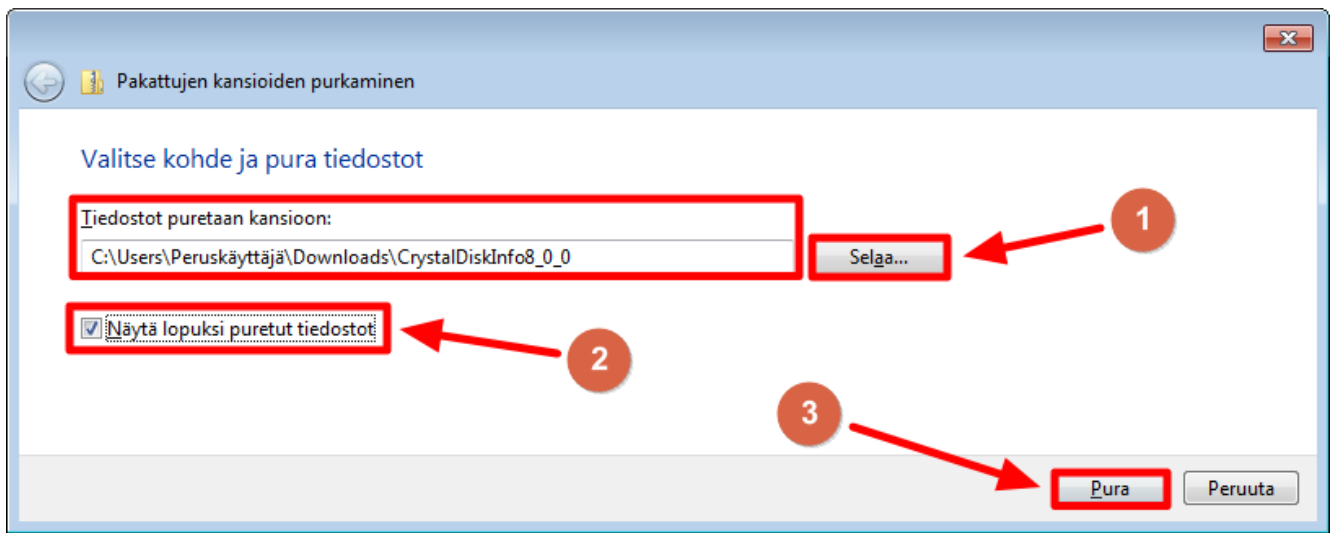 Pakattujen kansioiden purkaminen
Valitse kohde ja pura tiedostot
Tiedostot puretaan kansioon:
C:\Users\Peruskäyttäjä\Downloads\CrystalDiskInfo8_0_0
Selaa...
1
Näytä lopuksi puretut tiedostot
2
3
Pura
Peruuta